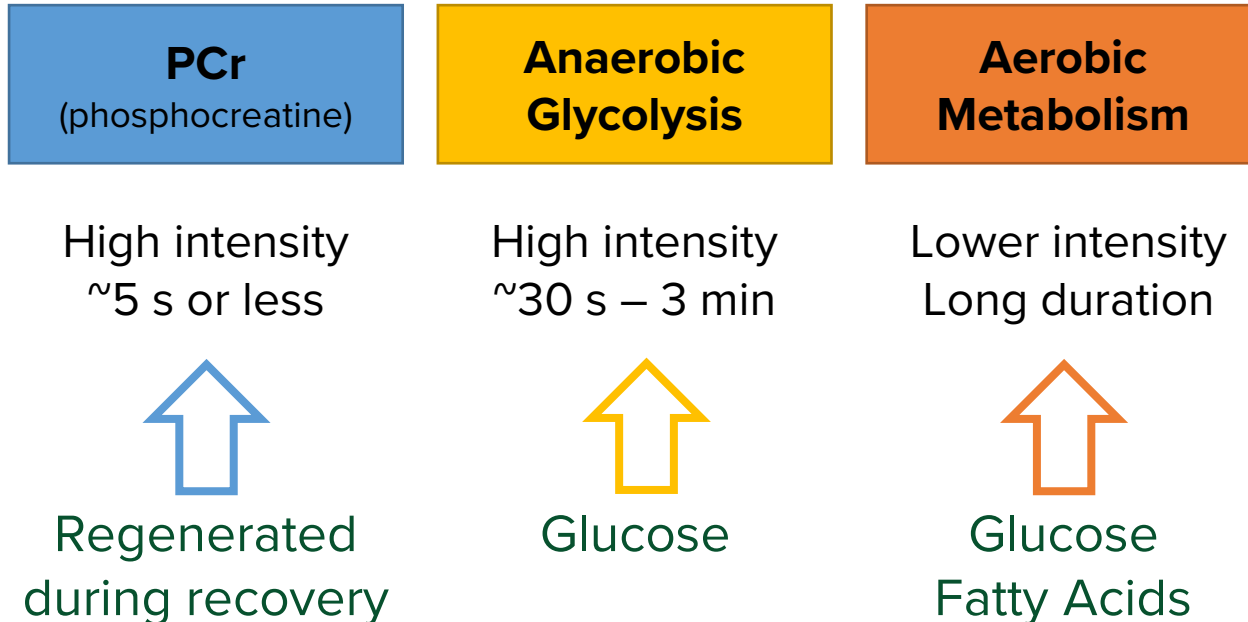 PCr
(phosphocreatine)
High intensity
~5 s or less
Regenerated
during recovery
Anaerobic
Glycolysis
High intensity
~30 s – 3 min
Glucose
Aerobic
Metabolism
Lower intensity
Long duration
Glucose
Fatty Acids